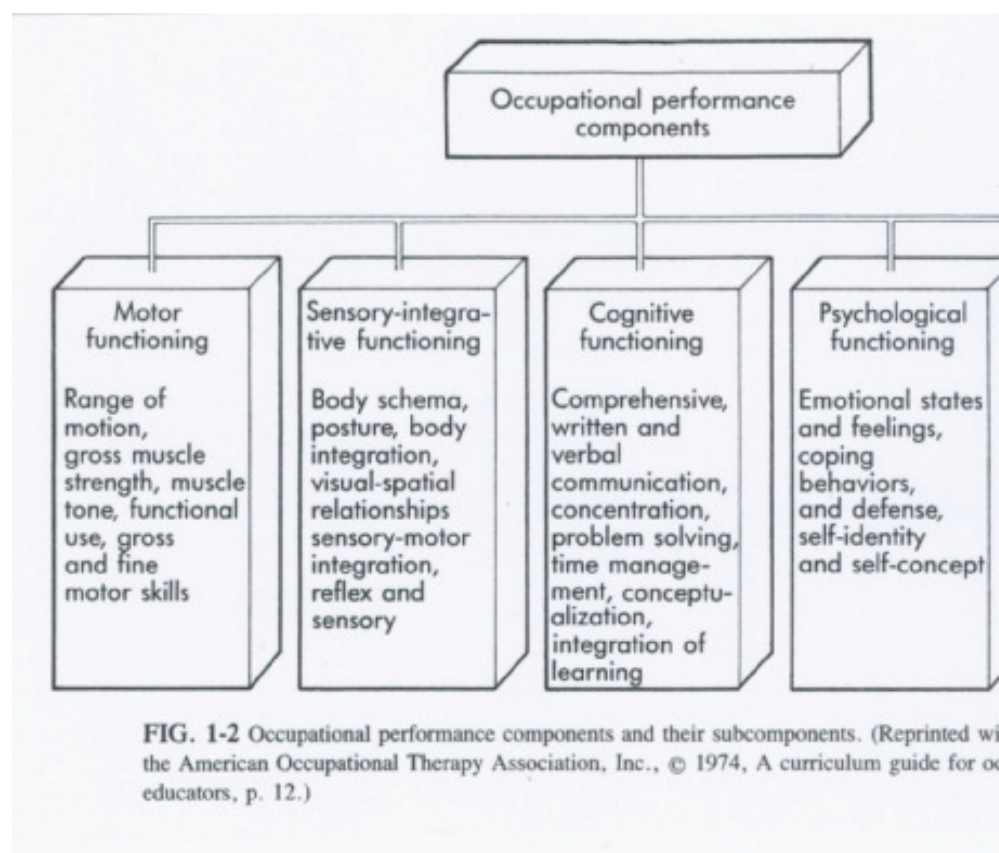 Occupational performance
components
Motor
functioning
Range of
motion,
gross muscle
strength, muscle
tone, functional
use, gross
and fine
motor skills
Sensory-integra-
tive functioning
Body schema,
posture, body
integration,
visual-spatial
relationships
sensory-motor
integration,
reflex and
sensory
Cognitive
functioning
Comprehensive,
written and
verbal
communication,
concentration,
problem solving,
time manage-
ment, conceptu-
alization,
integration of
learning
Psychological
functioning
Emotional states
and feelings,
coping
behaviors,
and defense,
self-identity
and self-concept
FIG. 1-2 Occupational performance components and their subcomponents. (Reprinted
the American Occupational Therapy Association, Inc., © 1974, A curriculum guide for
educators, p. 12.)